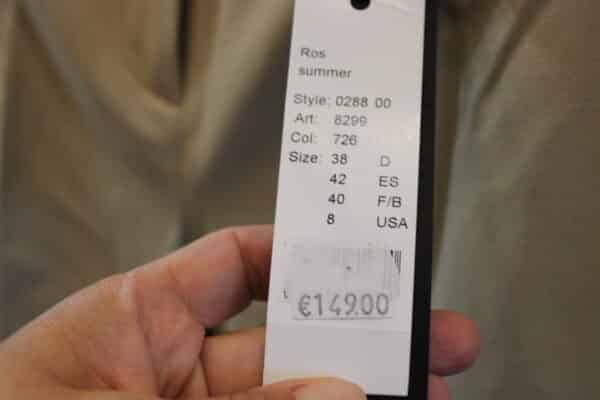 Ros
summer
Style: 0288 00
Art: 8299
Col: 726
Size: 38 D
42 ES
40 F/B
8 USA
€149.00